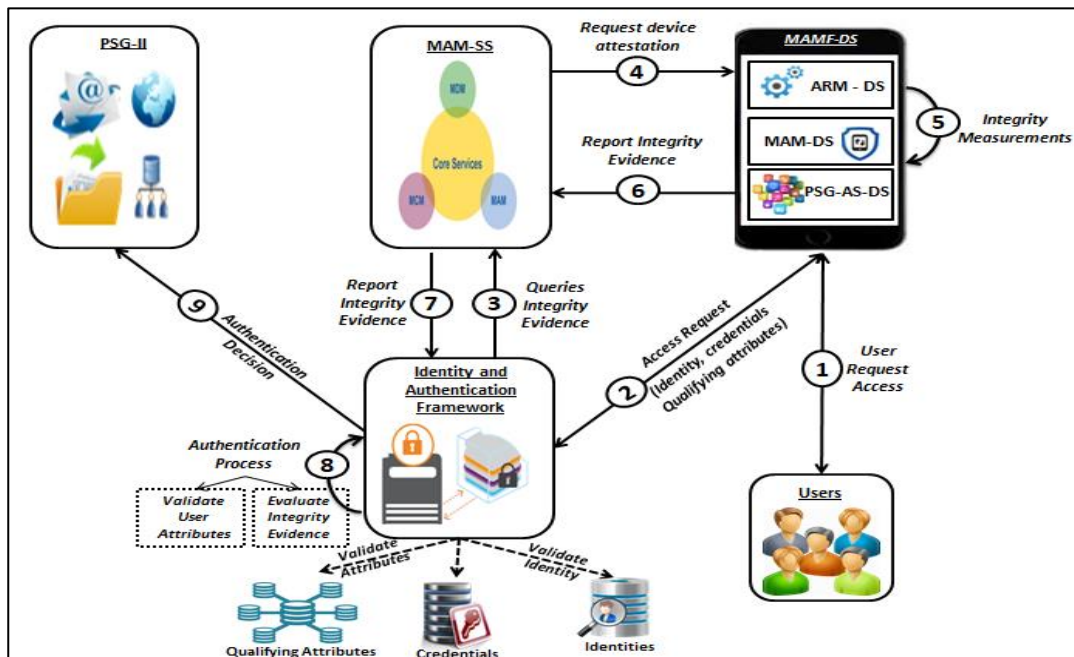 PSG-II
@
MAM-SS
MDM
Core Services
MCM
MAM
Request device
attestation
4
Report Integrity
Evidence
6
MAMF-DS
ARM - DS
MAM-DS
PSG-AS-DS
5
Integrity
Measurements
9
Authentication
Decision
Report
Integrity
Evidence
7
3
Queries
Integrity
Evidence
2
Access Request
(Identity, credentials
Qualifying attributes)
1
User
Request
Access
Identity and
Authentication
Framework
Authentication
Process
8
Validate
User
Attributes
Evaluate
Integrity
Evidence
Users
Validate
Attributes
Validate
Identity
Qualifying Attributes
Credentials
Identities